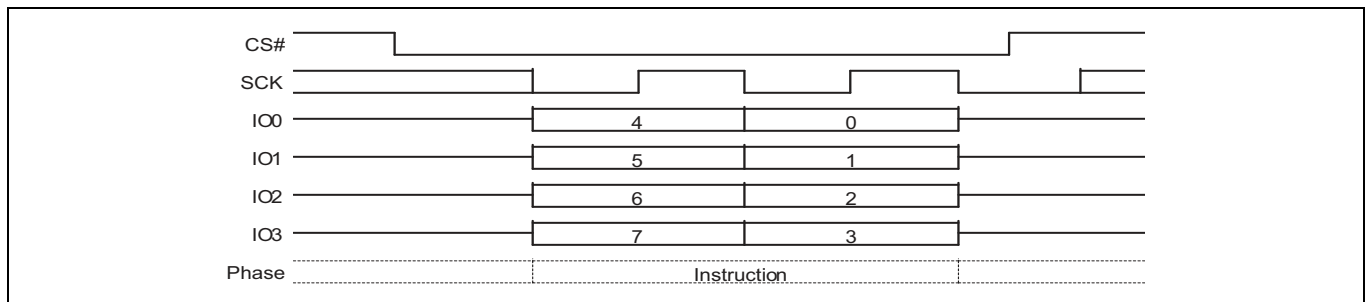 CS#
SCK
IO0 4 0
IO1 5 1
IO2 6 2
IO3 7 3
Phase Instruction